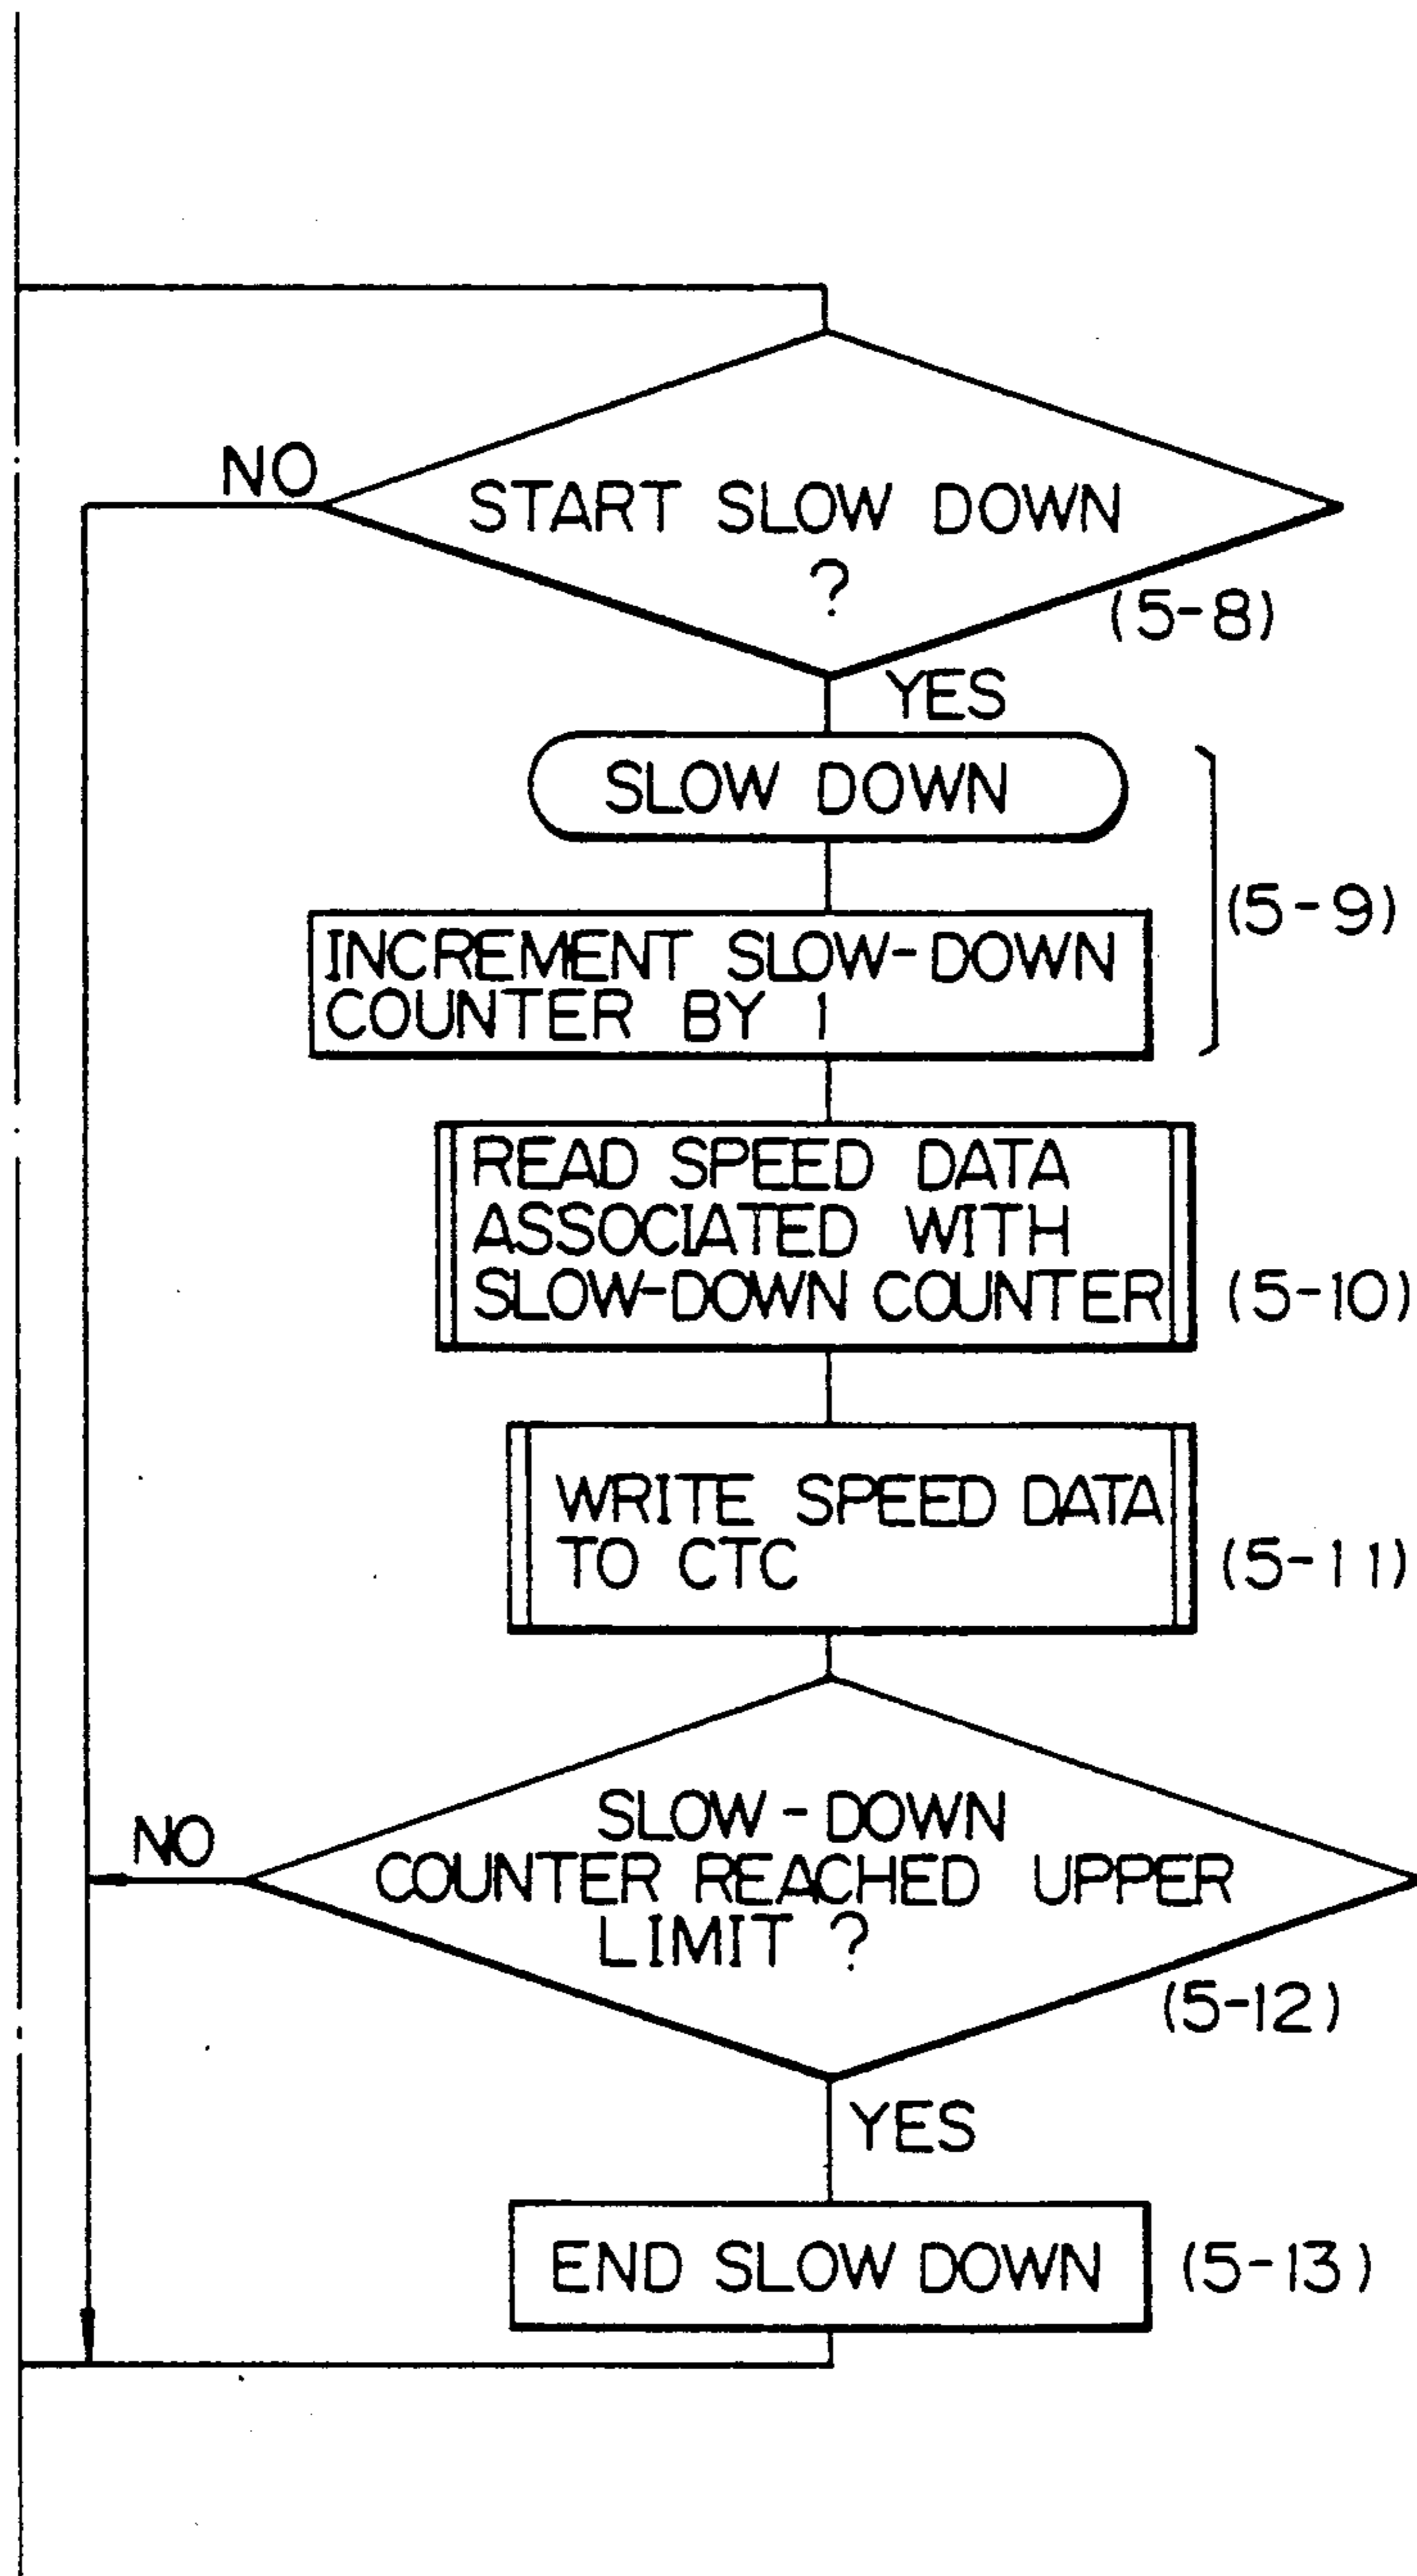 NO
START SLOW DOWN
?
(5-8)
YES
SLOW DOWN
(5-9)
INCREMENT SLOW-DOWN
COUNTER BY 1
READ SPEED DATA
ASSOCIATED WITH
SLOW-DOWN COUNTER
(5-10)
WRITE SPEED DATA
TO CTC
(5-11)
SLOW-DOWN
NO
COUNTER REACHED UPPER
LIMIT ?
(5-12)
YES
END SLOW DOWN
(5-13)